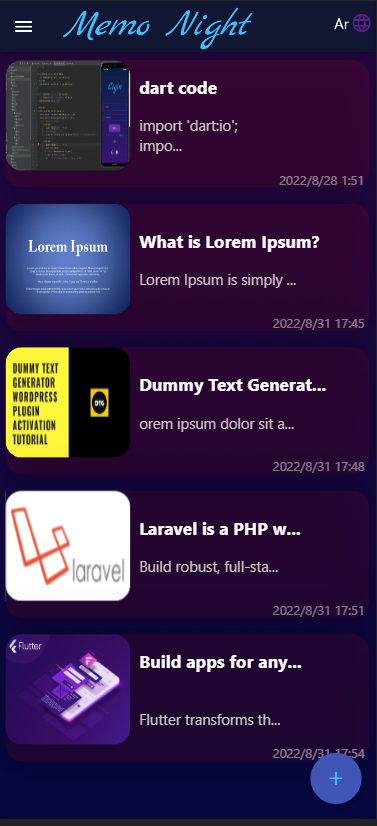 Memo Night
Ar
Login
dart code
import 'dart:io';
impo...
2022/8/28 1:51
Lorem Ipsum
What is Lorem Ipsum?
Lorem Ipsum is simply ...
2022/8/31 17:45
DUMMY TEXT
GENERATOR
WORDPRESS
PLUGIN
ACTIVATION
TUTORIAL
DTG
Dummy Text Generat...
orem ipsum dolor sit a...
2022/8/31 17:48
laravel
Laravel is a PHP w...
Build robust, full-sta...
2022/8/31 17:51
Flutter
Build apps for any...
Flutter transforms th...
2022/8/31 17:54